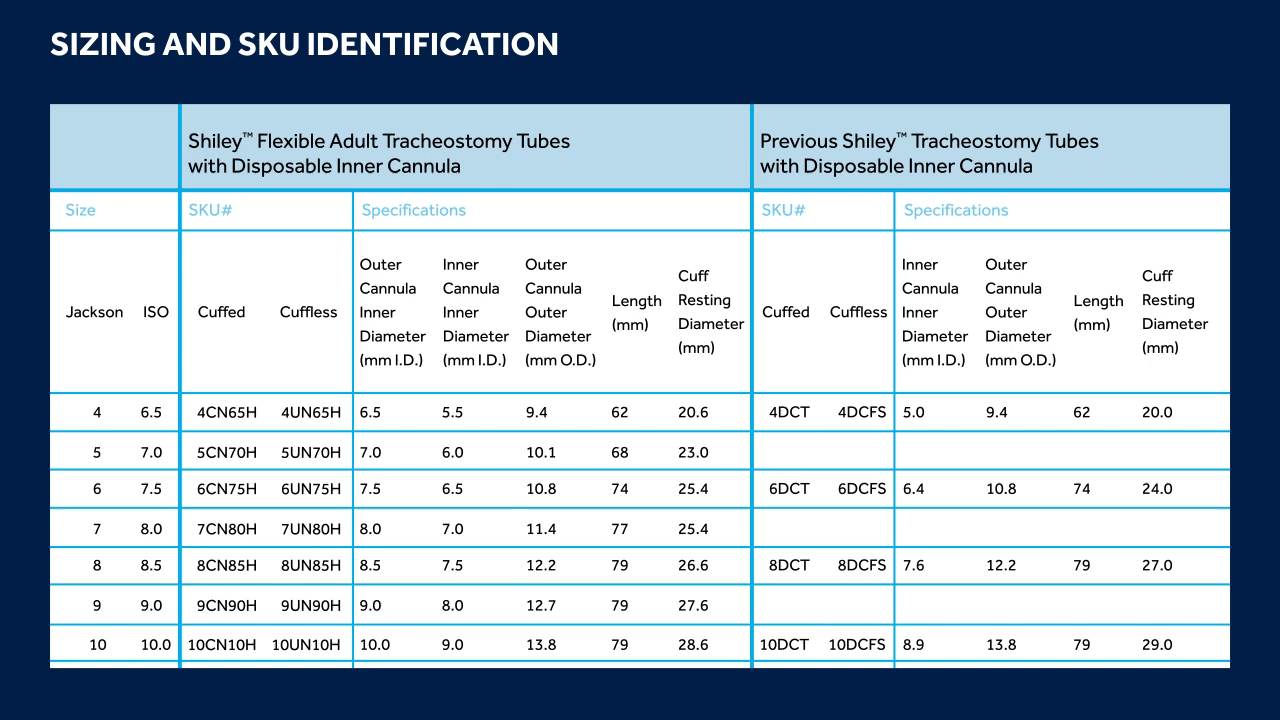 SIZING AND SKU IDENTIFICATION
Shiley™ Flexible Adult Tracheostomy Tubes
with Disposable Inner Cannula
Previous Shiley™ Tracheostomy Tubes
with Disposable Inner Cannula
Size SKU# Specifications SKU# Specifications
Jackson ISO Cuffed Cuffless
Outer
Cannula
Inner
Diameter
(mm I.D.)
Inner
Cannula
Inner
Diameter
(mm I.D.)
Outer
Cannula
Outer
Diameter
(mm O.D.)
Length
(mm)
Cuff
Resting
Diameter
(mm)
Cuffed Cuffless
Inner
Cannula
Inner
Diameter
(mm I.D.)
Outer
Cannula
Outer
Diameter
(mm O.D.)
Length
(mm)
Cuff
Resting
Diameter
(mm)
4 6.5 4CN65H 4UN65H 6.5 5.5 9.4 62 20.6 4DCT 4DCFS 5.0 9.4 62 20.0
5 7.0 5CN70H 5UN70H 7.0 6.0 10.1 68 23.0
6 7.5 6CN75H 6UN75H 7.5 6.5 10.8 74 25.4 6DCT 6DCFS 6.4 10.8 74 24.0
7 8.0 7CN80H 7UN80H 8.0 7.0 11.4 77 25.4
8 8.5 8CN85H 8UN85H 8.5 7.5 12.2 79 26.6 8DCT 8DCFS 7.6 12.2 79 27.0
9 9.0 9CN90H 9UN90H 9.0 8.0 12.7 79 27.6
10 10.0 10CN10H 10UN10H 10.0 9.0 13.8 79 28.6 10DCT 10DCFS 8.9 13.8 79 29.0